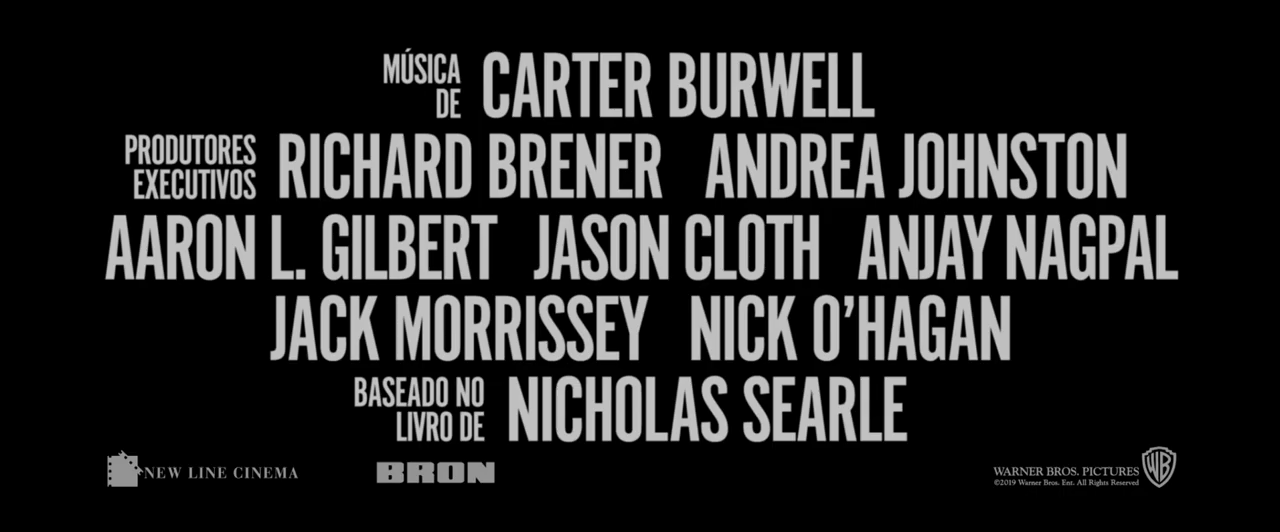 MÚSICA DE CARTER BURWELL
PRODUTORES EXECUTIVOS RICHARD BRENER ANDREA JOHNSTON
AARON L. GILBERT JASON CLOTH ANJAY NAGPAL
JACK MORRISSEY NICK O'HAGAN
BASEADO NO LIVRO DE NICHOLAS SEARLE
NEW LINE CINEMA
BRON
WARNER BROS. PICTURES
©2019 Warner Bros. Ent. All Rights Reserved
WB